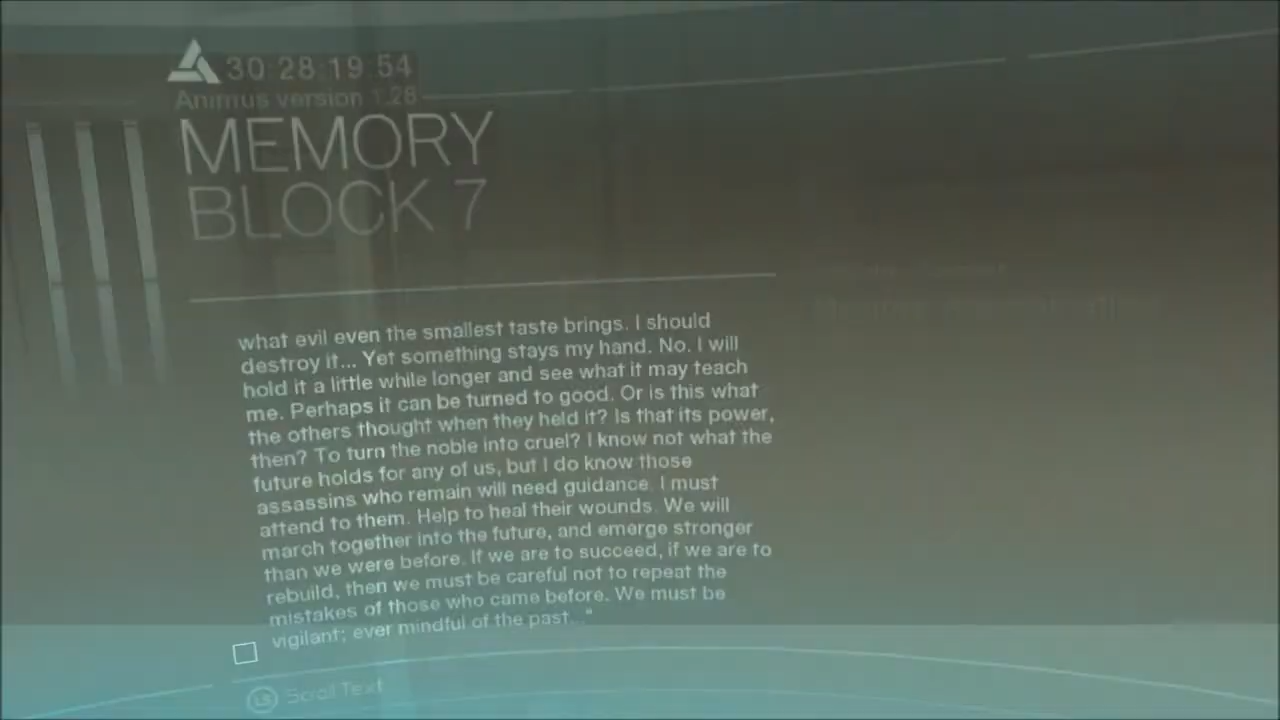 30:28:19:54
Animus version 1.28
MEMORY
BLOCK 7
what evil even the smallest taste brings. I should
destroy it... Yet something stays my hand. No. I will
hold it a little while longer and see what it may teach
me. Perhaps it can be turned to good. Or is this what
the others thought when they held it? Is that its power,
then? To turn the noble into cruel? I know not what the
future holds for any of us, but I do know those
assassins who remain will need guidance. I must
attend to them. Help to heal their wounds. We will
march together into the future, and emerge stronger
than we were before. If we are to succeed, if we are to
rebuild, then we must be careful not to repeat the
mistakes of those who came before. We must be
vigilant; ever mindful of the past..."
LS Scroll Text